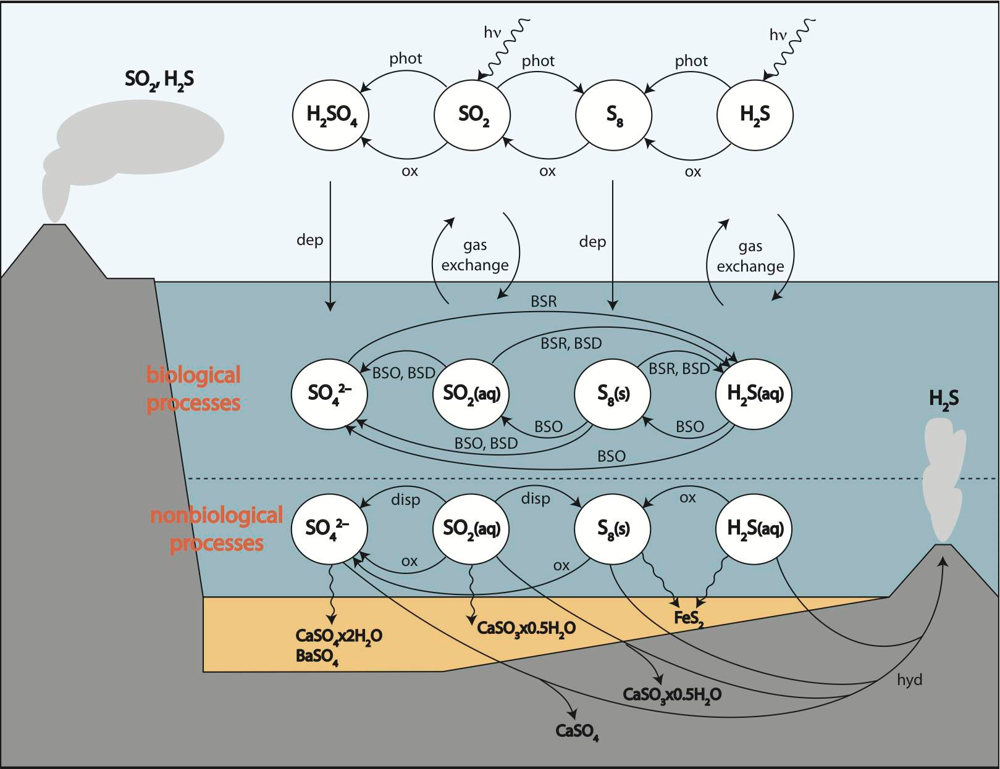 hν
hν
phot
phot
phot
SO₂, H₂S
H₂SO₄
SO₂
S₈
H₂S
ox
ox
ox
dep
gas
exchange
dep
gas
exchange
BSR
BSR, BSD
BSO, BSD
BSR, BSD
biological
processes
SO₄²⁻
SO₂(aq)
S₈(s)
H₂S(aq)
BSO
BSO
BSO, BSD
BSO
H₂S
disp
disp
ox
nonbiological
processes
SO₄²⁻
SO₂(aq)
S₈(s)
H₂S(aq)
ox
ox
CaSO₄x2H₂O
BaSO₄
CaSO₃x0.5H₂O
FeS₂
CaSO₃x0.5H₂O
hyd
CaSO₄